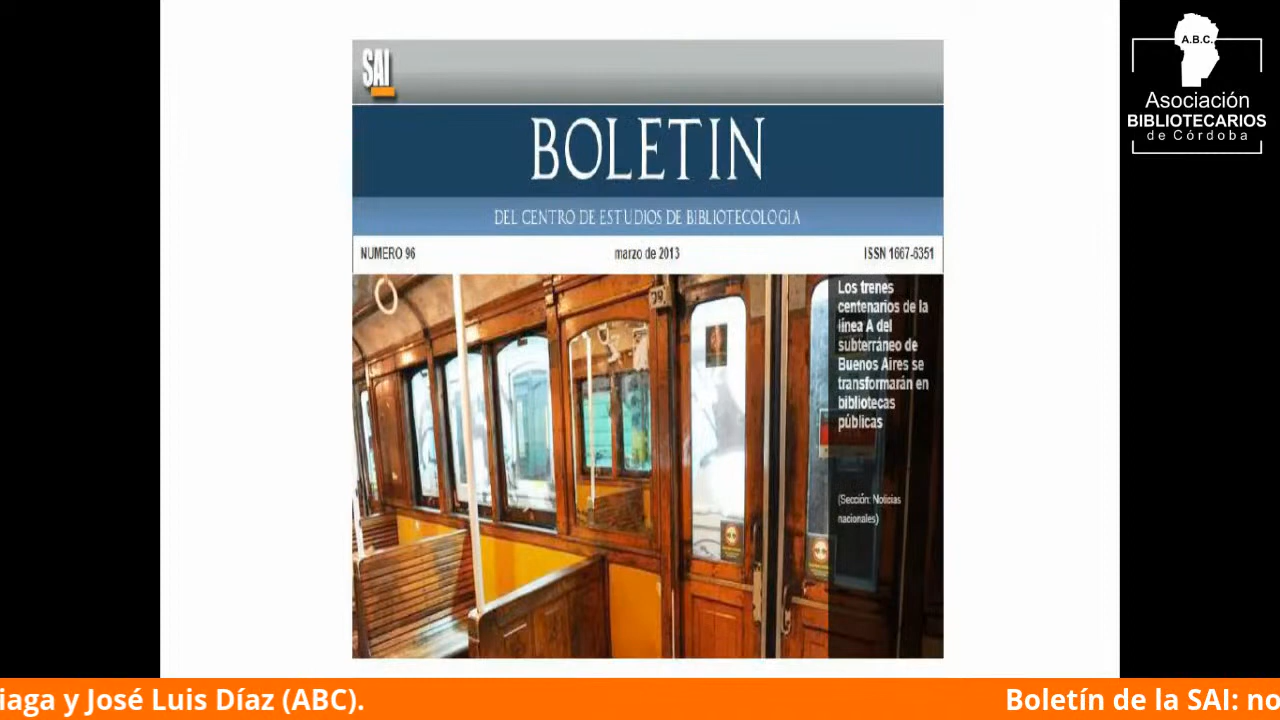 SAI
BOLETIN
DEL CENTRO DE ESTUDIOS DE BIBLIOTECOLOGIA
NUMERO 96 marzo de 2013 ISSN 1667-6351
Los trenes
centenarios de la
línea A del
subterráneo de
Buenos Aires se
transformarán en
bibliotecas
públicas
(Sección: Noticias
nacionales)
A.B.C.
Asociación
BIBLIOTECARIOS
de Córdoba
iaga y José Luis Díaz (ABC). Boletín de la SAI: no